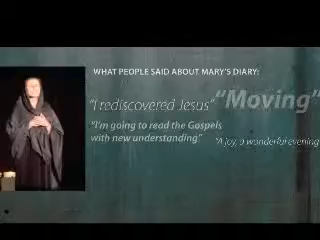 WHAT PEOPLE SAID ABOUT MARY'S DIARY:
"I rediscovered Jesus"
"Moving"
"I'm going to read the Gospels
with new understanding"
"A joy, a wonderful evening